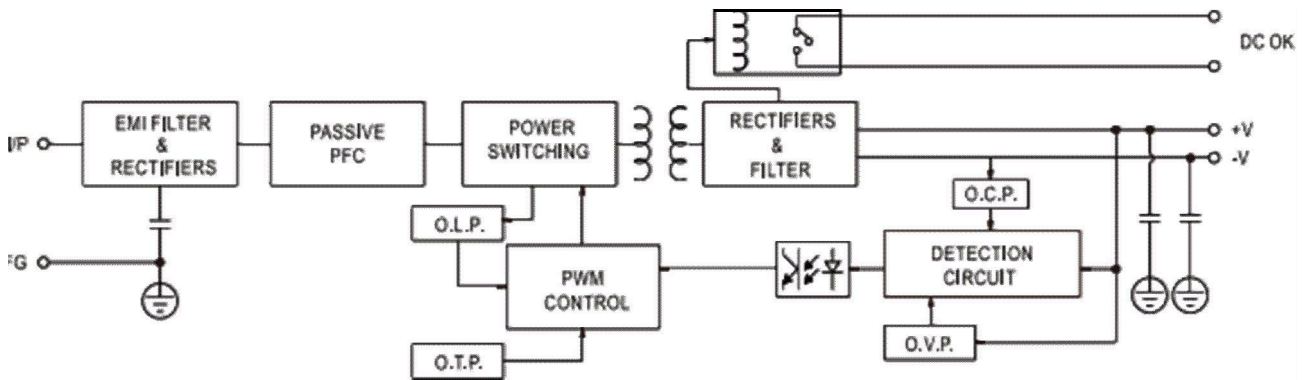 DC OK
I/P
EMI FILTER
&
RECTIFIERS
PASSIVE
PFC
POWER
SWITCHING
RECTIFIERS
&
FILTER
+V
-V
O.L.P.
O.C.P.
FG
PWM
CONTROL
DETECTION
CIRCUIT
O.T.P.
O.V.P.